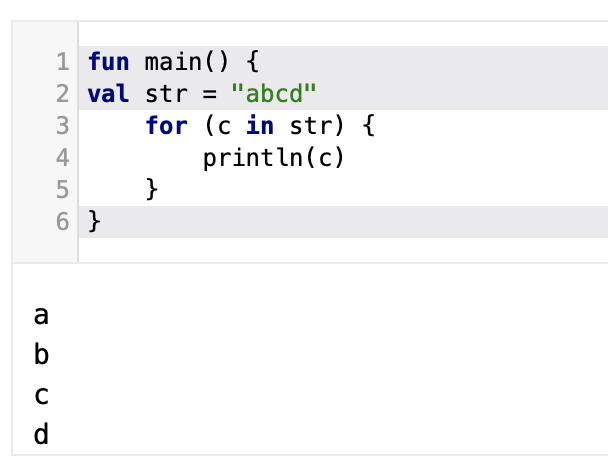 1 fun main() {
2 val str = "abcd"
3     for (c in str) {
4         println(c)
5     }
6 }
a
b
c
d